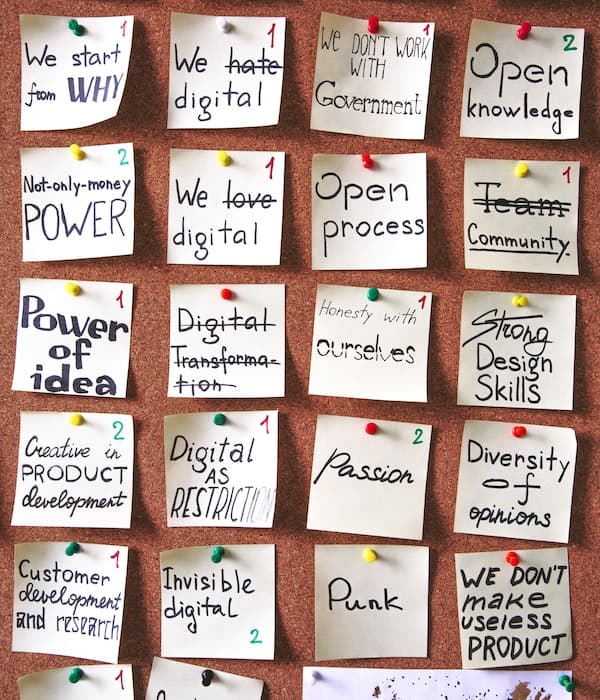 1
We start
from WHY
1
We hate
digital
1
We DON'T WORK
WITH
Government
2
Open
knowledge
2
Not-only-money
POWER
1
We love
digital
Open
process
1
Team
Community.
1
Power
of
idea
Digital
Transforma-
tion
1
Honesty with
ourselves
Strong
Design
Skills
2
Creative in
PRODUCT
development
1
Digital
AS
RESTRICTION
2
Passion
Diversity
of
opinions
1
Customer
development
and research
Invisible
digital
2
Punk
WE DON'T
make
useless
PRODUCT
1